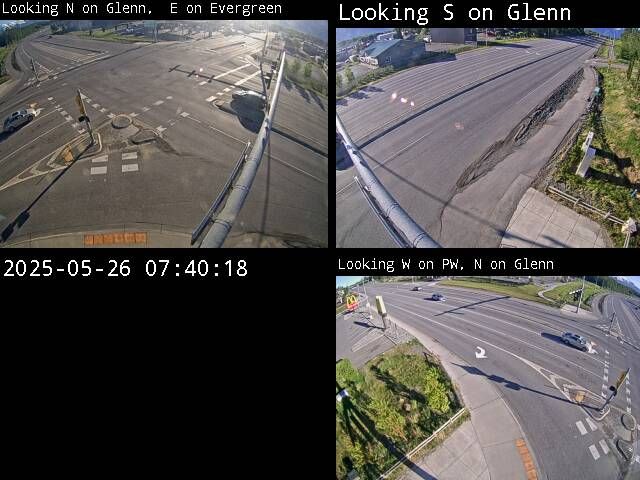 Looking N on Glenn,  E on Evergreen
Looking S on Glenn
2025-05-26 07:40:18
Looking W on PW, N on Glenn